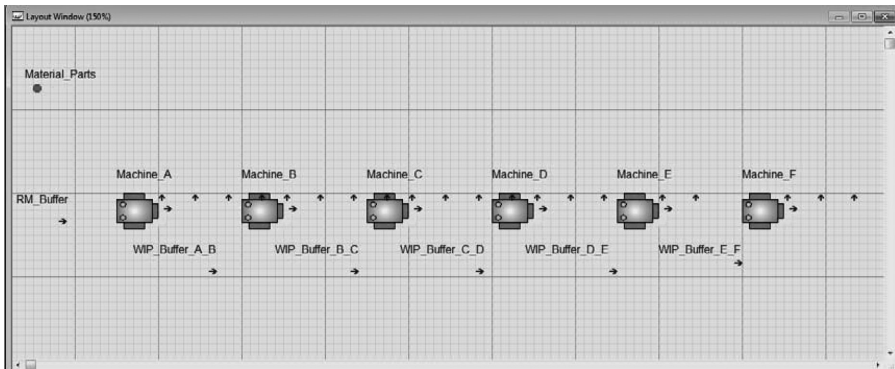 Layout Window (150%)
Material_Parts
Machine_A Machine_B Machine_C Machine_D Machine_E Machine_F
RM_Buffer
WIP_Buffer_A_B WIP_Buffer_B_C WIP_Buffer_C_D WIP_Buffer_D_E WIP_Buffer_E_F